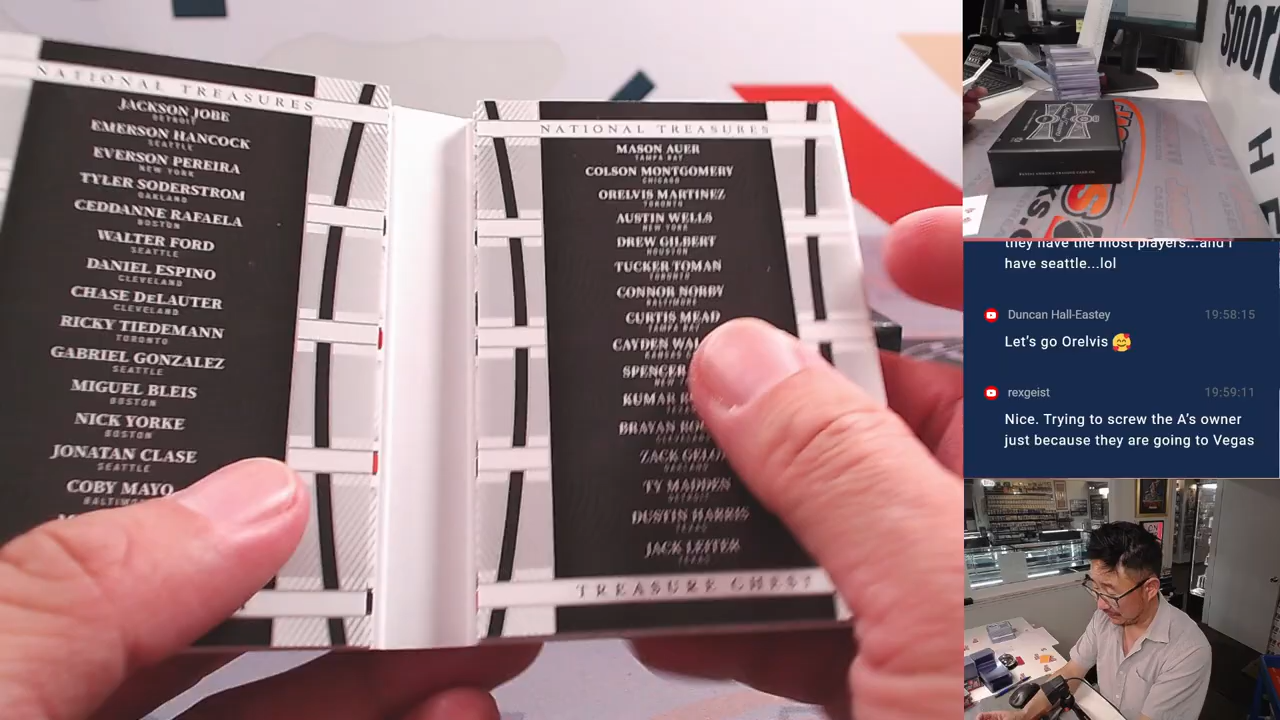 NATIONAL TREASURES
JACKSON JOBE
DETROIT
EMERSON HANCOCK
SEATTLE
EVERSON PEREIRA
NEW YORK
TYLER SODERSTROM
OAKLAND
CEDDANNE RAFAELA
BOSTON
WALTER FORD
SEATTLE
DANIEL ESPINO
CLEVELAND
CHASE DeLAUTER
CLEVELAND
RICKY TIEDEMANN
TORONTO
GABRIEL GONZALEZ
SEATTLE
MIGUEL BLEIS
BOSTON
NICK YORKE
BOSTON
JONATAN CLASE
SEATTLE
COBY MAYO
NATIONAL TREASURES
MASON AUER
TAMPA BAY
COLSON MONTGOMERY
CHICAGO
ORELVIS MARTINEZ
TORONTO
AUSTIN WELLS
NEW YORK
DREW GILBERT
HOUSTON
TUCKER TOMAN
TORONTO
CONNOR NORBY
BALTIMORE
CURTIS MEAD
TAMPA BAY
CAYDEN
SPENCER
KUMAR
BRAYAN
ZACK
OAKLAND
TY MADDEN
DETROIT
DUSTIN HARRIS
TEXAS
JACK LEITER
TEXAS
TREASURE CHEST
they have the most players...and I
have seattle...lol
Duncan Hall-Eastey 19:58:15
Let's go Orelvis 🥰
rexgeist 19:59:11
Nice. Trying to screw the A's owner
just because they are going to Vegas